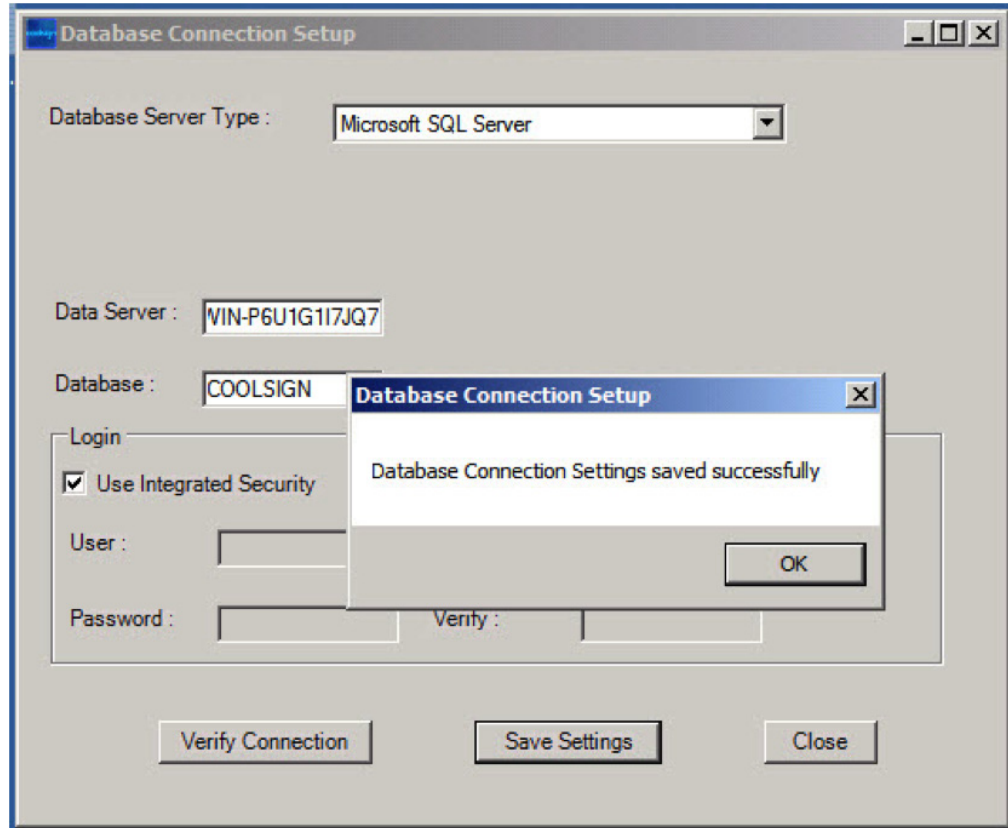 Database Connection Setup
Database Server Type :
Microsoft SQL Server
Data Server :
WIN-P6U1G1I7JQ7
Database :
COOLSIGN
Database Connection Setup
Database Connection Settings saved successfully
OK
Login
Use Integrated Security
User :
Password :
Verify :
Verify Connection
Save Settings
Close